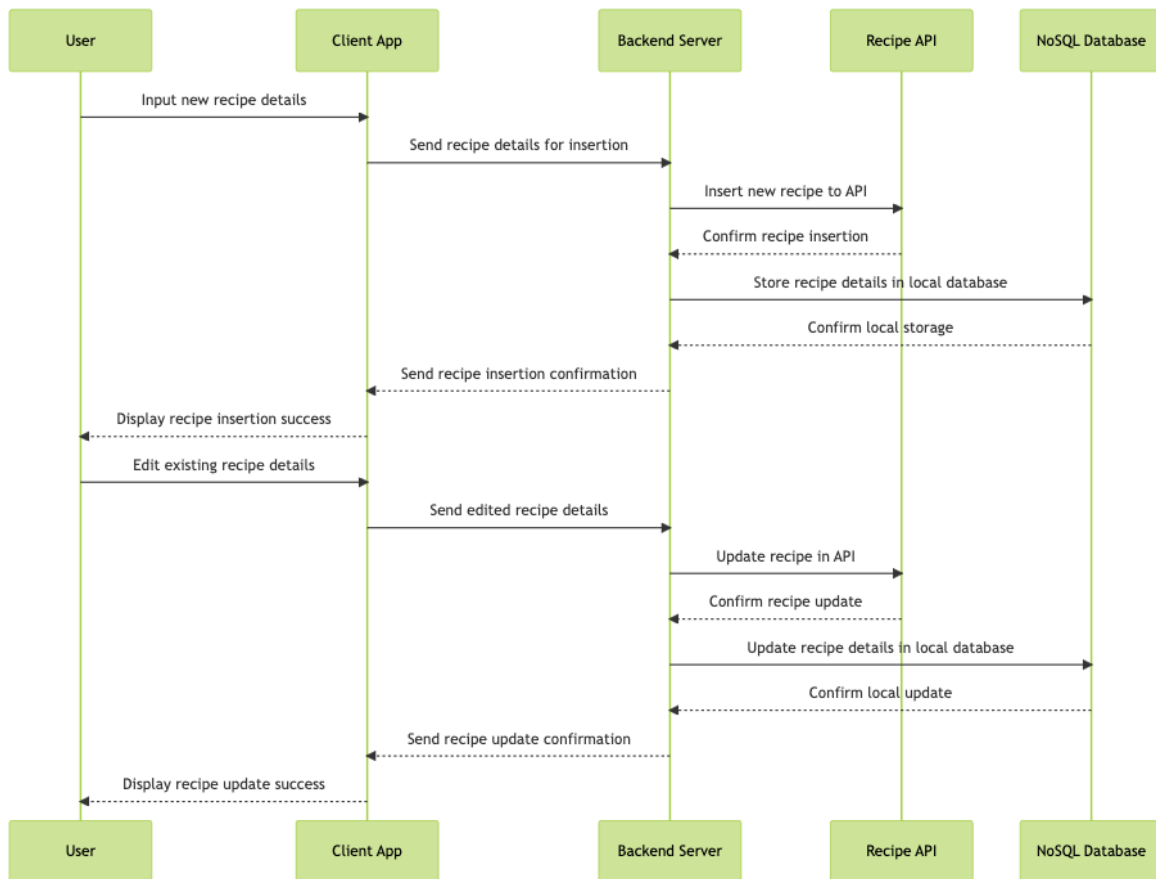 User
Client App
Backend Server
Recipe API
NoSQL Database
Input new recipe details
Send recipe details for insertion
Insert new recipe to API
Confirm recipe insertion
Store recipe details in local database
Confirm local storage
Send recipe insertion confirmation
Display recipe insertion success
Edit existing recipe details
Send edited recipe details
Update recipe in API
Confirm recipe update
Update recipe details in local database
Confirm local update
Send recipe update confirmation
Display recipe update success
User
Client App
Backend Server
Recipe API
NoSQL Database